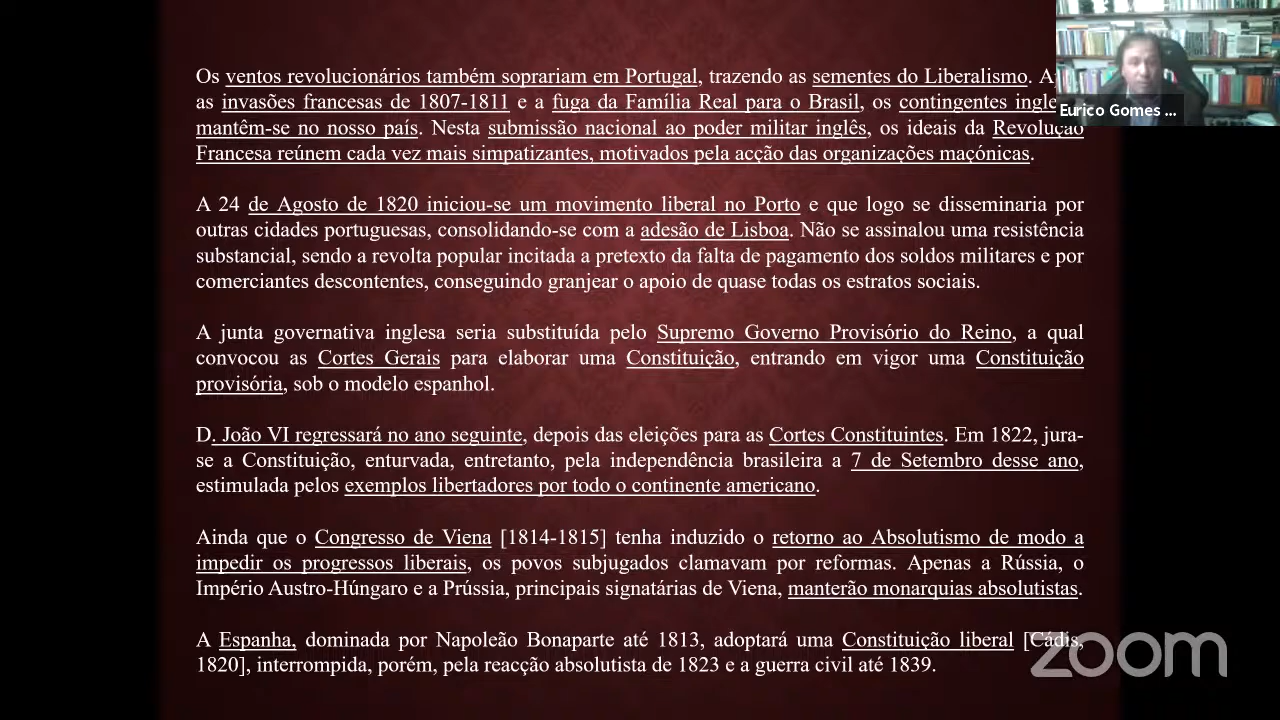 Os ventos revolucionários também soprariam em Portugal, trazendo as sementes do Liberalismo. A
as invasões francesas de 1807-1811 e a fuga da Família Real para o Brasil, os contingentes
mantêm-se no nosso país. Nesta submissão nacional ao poder militar inglês, os ideais da Revolução
Francesa reúnem cada vez mais simpatizantes, motivados pela acção das organizações maçónicas.
A 24 de Agosto de 1820 iniciou-se um movimento liberal no Porto e que logo se disseminaria por
outras cidades portuguesas, consolidando-se com a adesão de Lisboa. Não se assinalou uma resistência
substancial, sendo a revolta popular incitada a pretexto da falta de pagamento dos soldos militares e por
comerciantes descontentes, conseguindo granjear o apoio de quase todas os estratos sociais.
A junta governativa inglesa seria substituída pelo Supremo Governo Provisório do Reino, a qual
convocou as Cortes Gerais para elaborar uma Constituição, entrando em vigor uma Constituição
provisória, sob o modelo espanhol.
D. João VI regressará no ano seguinte, depois das eleições para as Cortes Constituintes. Em 1822, jura-
se a Constituição, enturvada, entretanto, pela independência brasileira a 7 de Setembro desse ano,
estimulada pelos exemplos libertadores por todo o continente americano.
Ainda que o Congresso de Viena [1814-1815] tenha induzido o retorno ao Absolutismo de modo a
impedir os progressos liberais, os povos subjugados clamavam por reformas. Apenas a Rússia, o
Império Austro-Húngaro e a Prússia, principais signatárias de Viena, manterão monarquias absolutistas.
A Espanha, dominada por Napoleão Bonaparte até 1813, adoptará uma Constituição liberal [Cádis,
1820], interrompida, porém, pela reacção absolutista de 1823 e a guerra civil até 1839.
Eurico Gomes ...
zoom